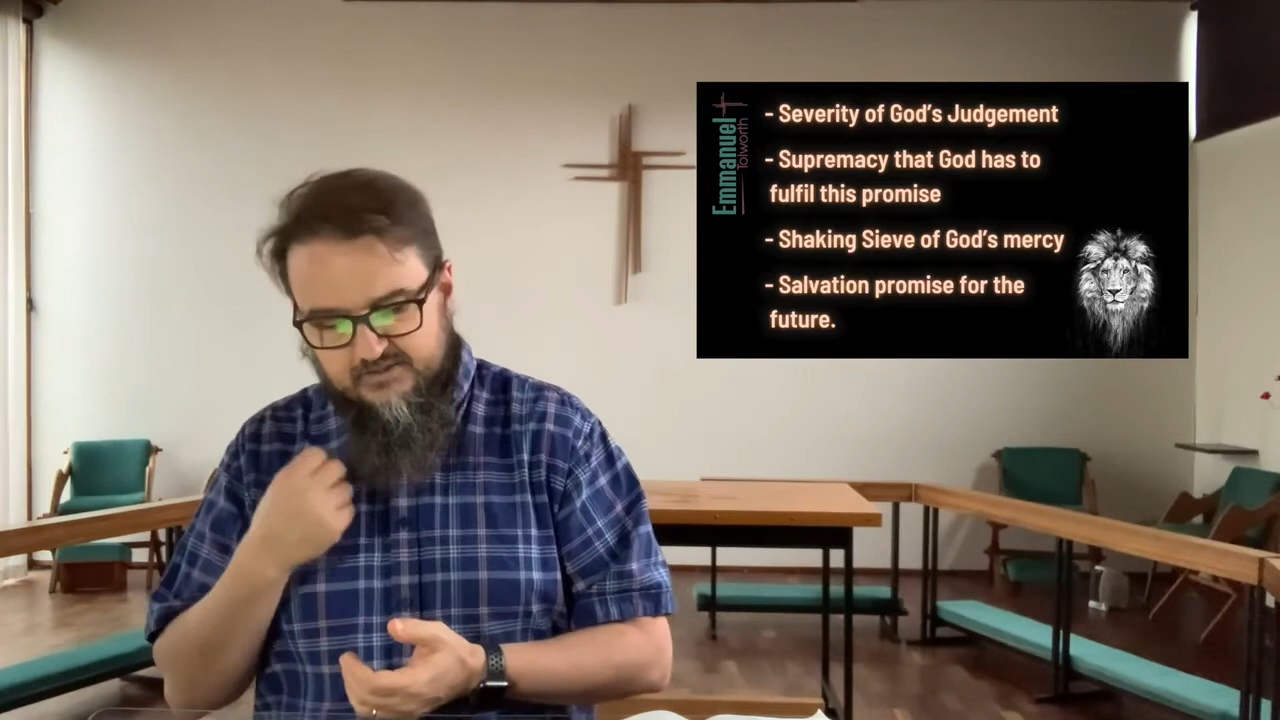 Emmanuel
Tolworth
- Severity of God’s Judgement
- Supremacy that God has to
fulfil this promise
- Shaking Sieve of God’s mercy
- Salvation promise for the
future.